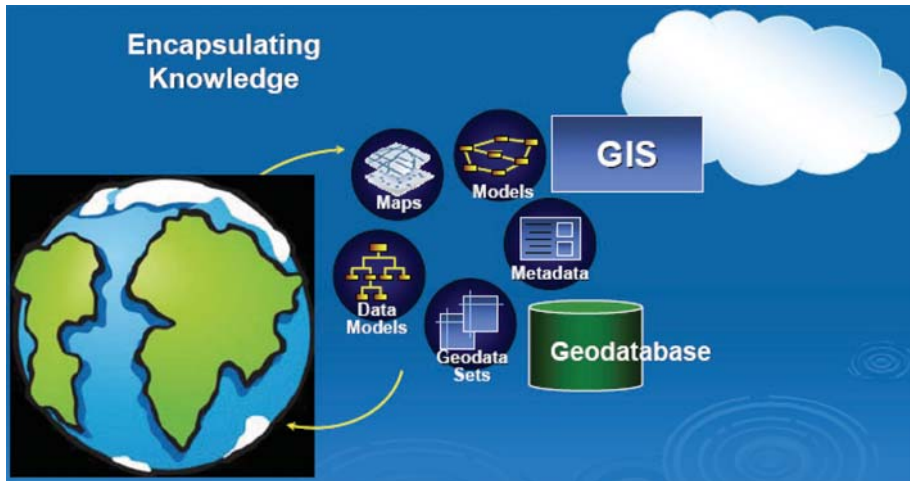 Encapsulating
Knowledge
Maps
Models
GIS
Metadata
Data
Models
Geodata
Sets
Geodatabase